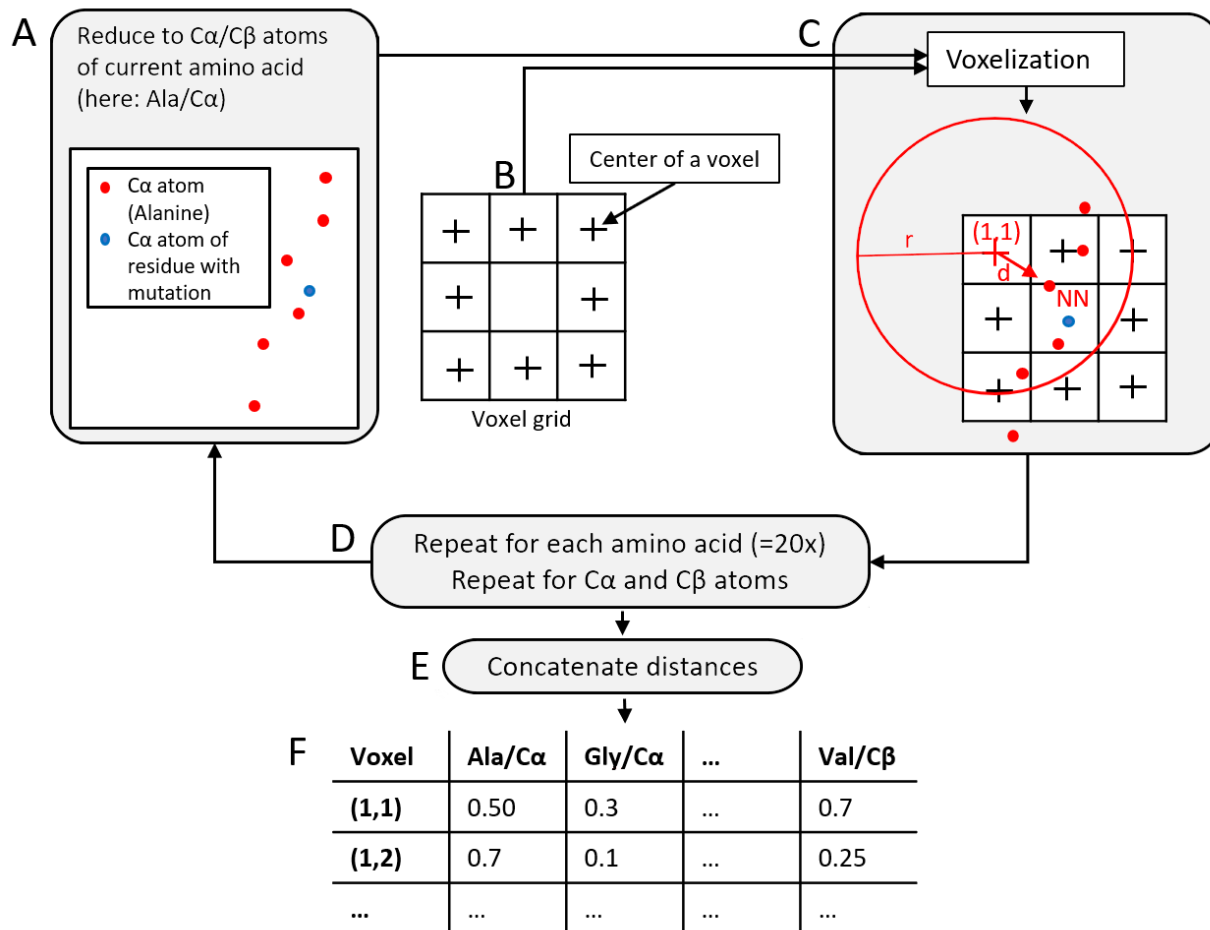 A
Reduce to Cα/Cβ atoms
of current amino acid
(here: Ala/Cα)
Cα atom
(Alanine)
Cα atom of
residue with
mutation
B
Center of a voxel
Voxel grid
C
Voxelization
(1,1)
r
d
NN
D
Repeat for each amino acid (=20x)
Repeat for Cα and Cβ atoms
E
Concatenate distances
F
Voxel Ala/Cα Gly/Cα ... Val/Cβ
(1,1) 0.50 0.3 ... 0.7
(1,2) 0.7 0.1 ... 0.25
... ... ... ... ...